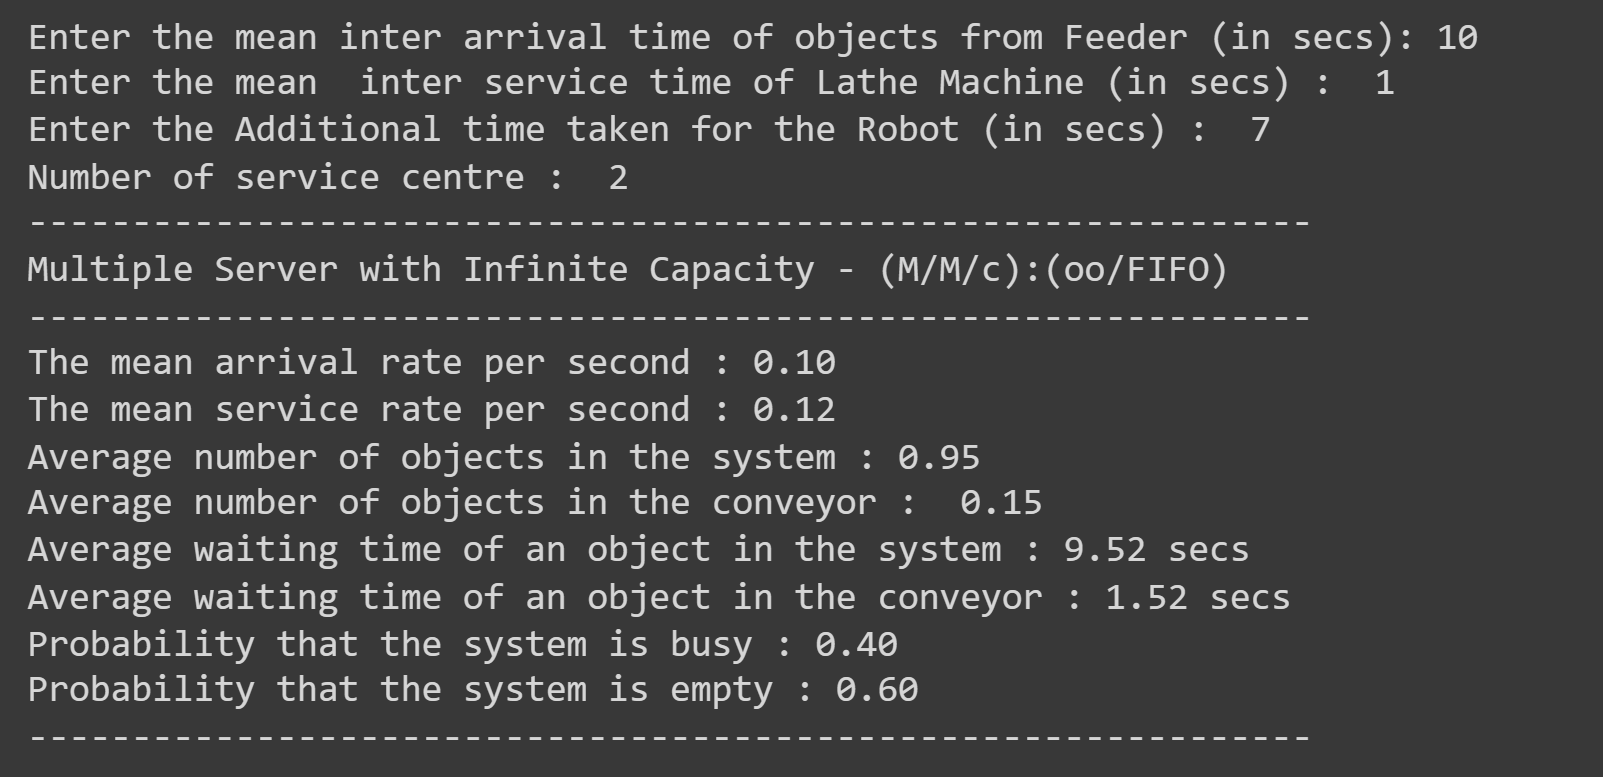 Enter the mean inter arrival time of objects from Feeder (in secs): 10
Enter the mean  inter service time of Lathe Machine (in secs) :  1
Enter the Additional time taken for the Robot (in secs) :  7
Number of service centre :  2
--------------------------------------------------------------
Multiple Server with Infinite Capacity - (M/M/c):(oo/FIFO)
--------------------------------------------------------------
The mean arrival rate per second : 0.10
The mean service rate per second : 0.12
Average number of objects in the system : 0.95
Average number of objects in the conveyor :  0.15
Average waiting time of an object in the system : 9.52 secs
Average waiting time of an object in the conveyor : 1.52 secs
Probability that the system is busy : 0.40
Probability that the system is empty : 0.60
--------------------------------------------------------------